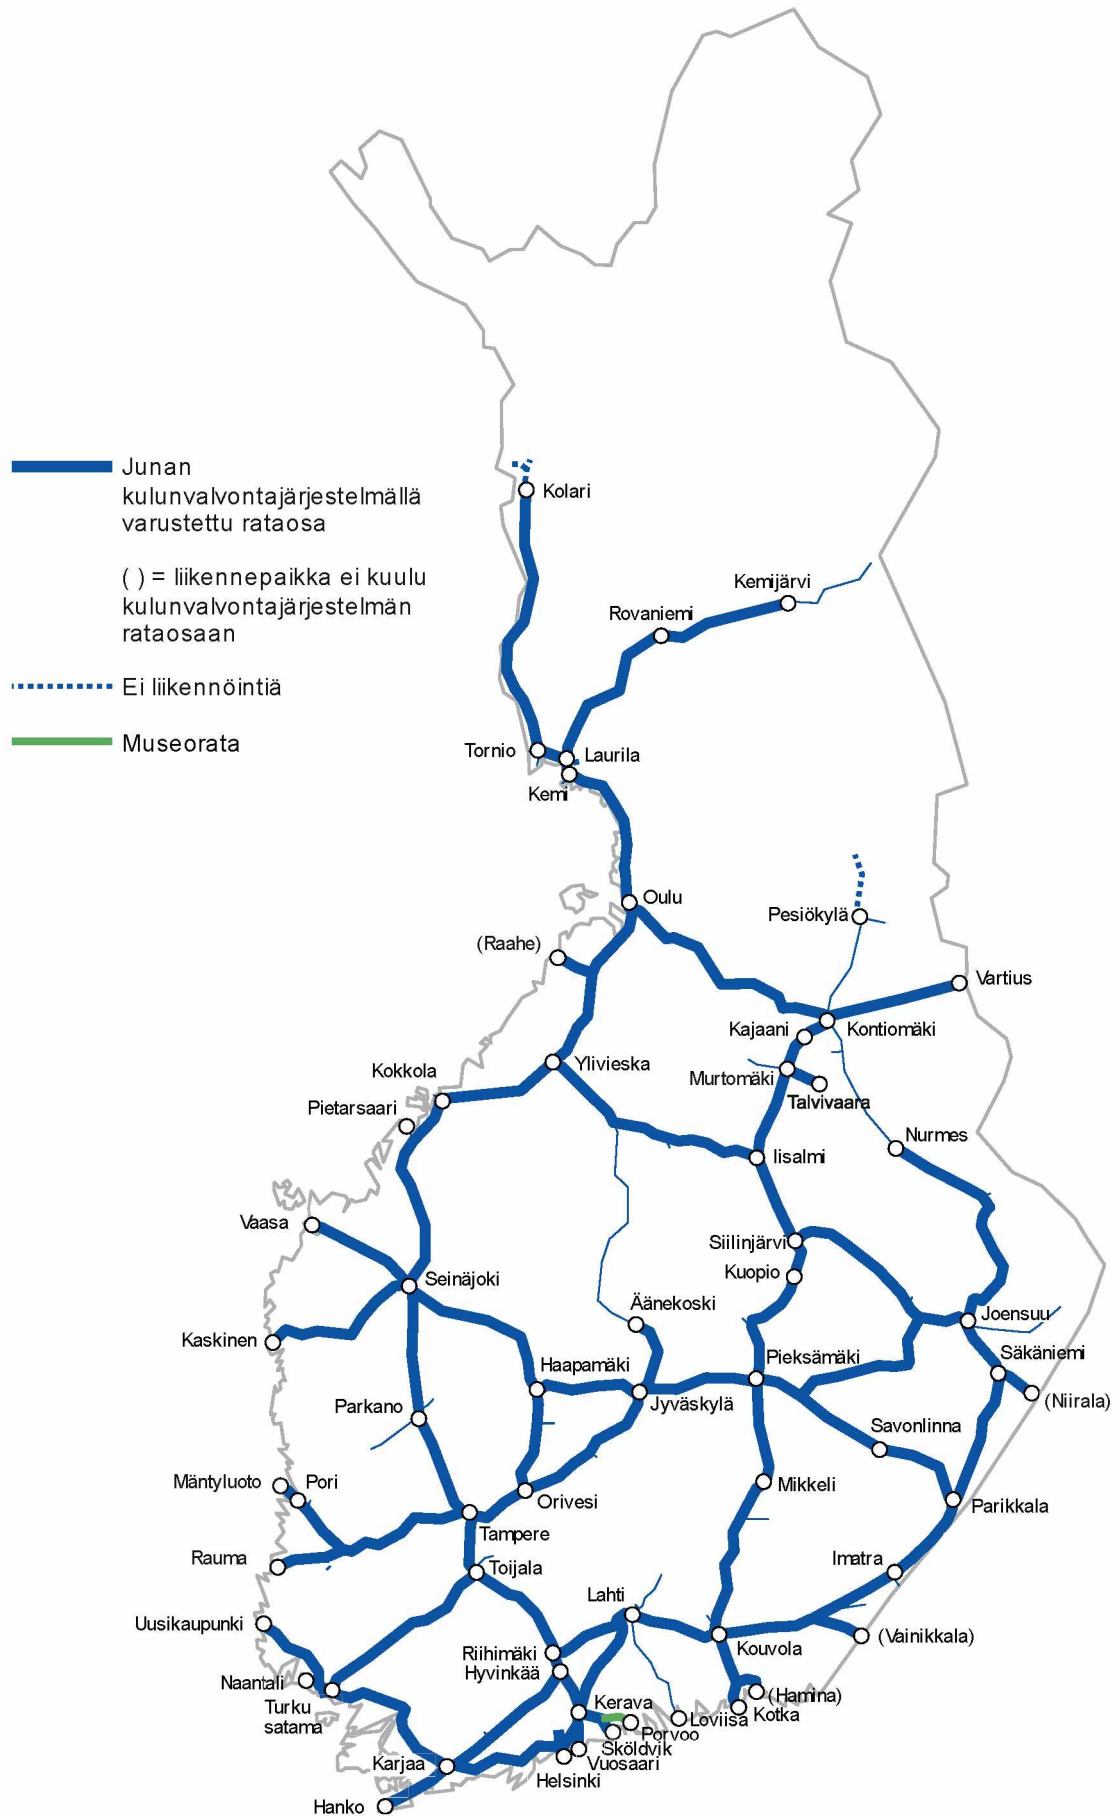 Junan
kulunvalvontajärjestelmällä
varustettu rataosa
( ) = liikennepaikka ei kuulu
kulunvalvontajärjestelmän
rataosaan
Ei liikennöintiä
Museorata
Kolari
Kemijärvi
Rovaniemi
Tornio
Laurila
Kemi
Oulu
Pesiökylä
(Raahe)
Vartius
Kajaani
Kontiomäki
Ylivieska
Murtomäki
Kokkola
Talvivaara
Pietarsaari
Nurmes
Iisalmi
Vaasa
Siilinjärvi
Seinäjoki
Kuopio
Äänekoski
Joensuu
Kaskinen
Säkäniemi
Haapamäki
Pieksämäki
(Niirala)
Parkano
Jyväskylä
Savonlinna
Mäntyluoto
Pori
Mikkeli
Orivesi
Parikkala
Tampere
Rauma
Imatra
Toijala
Lahti
Uusikaupunki
Kouvola
(Vainikkala)
Riihimäki
Hyvinkää
Naantali
Turku
satama
Kerava
(Hamina)
Loviisa
Kotka
Porvoo
Sköldvik
Vuosaari
Karjaa
Helsinki
Hanko